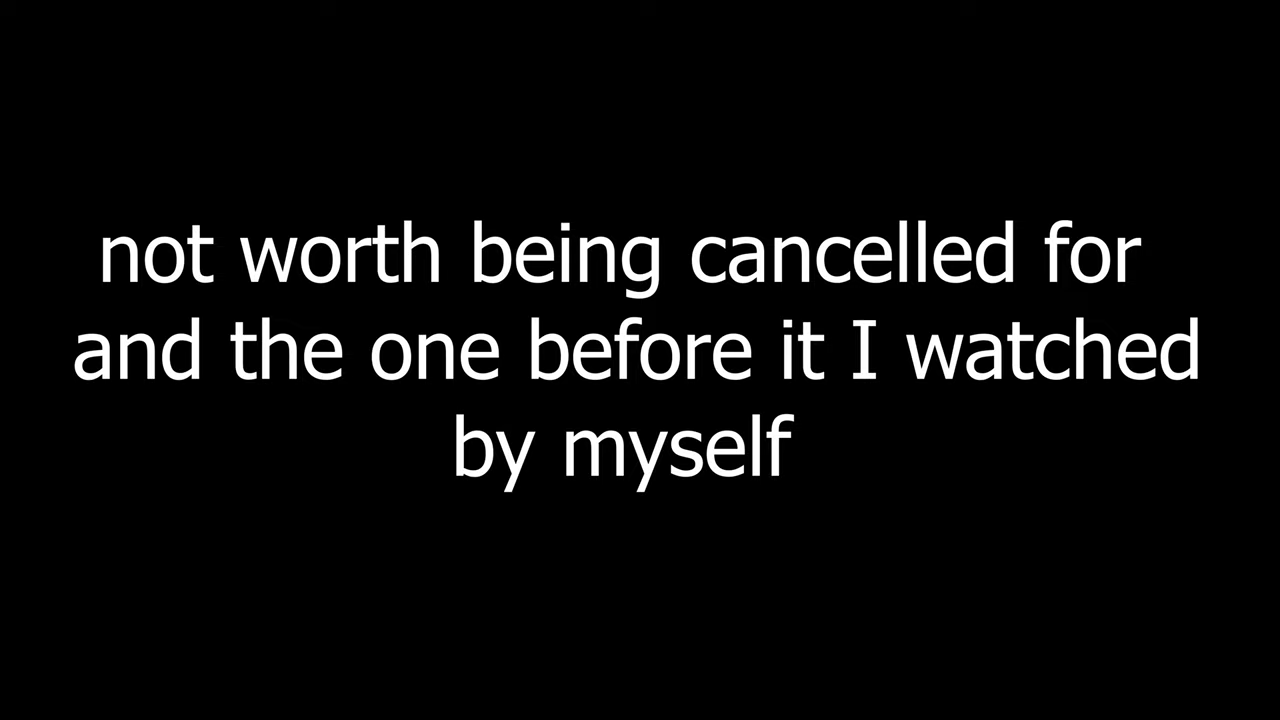 not worth being cancelled for
and the one before it I watched
by myself